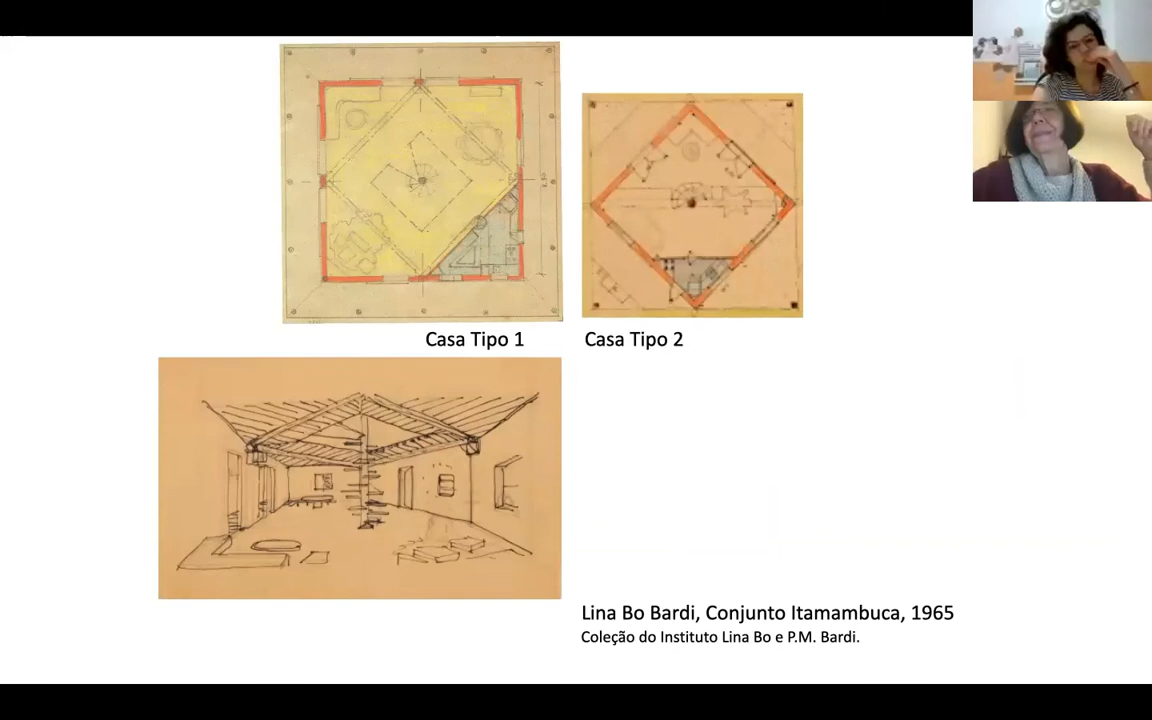 Casa Tipo 1
Casa Tipo 2
Lina Bo Bardi, Conjunto Itamambuca, 1965
Coleção do Instituto Lina Bo e P.M. Bardi.